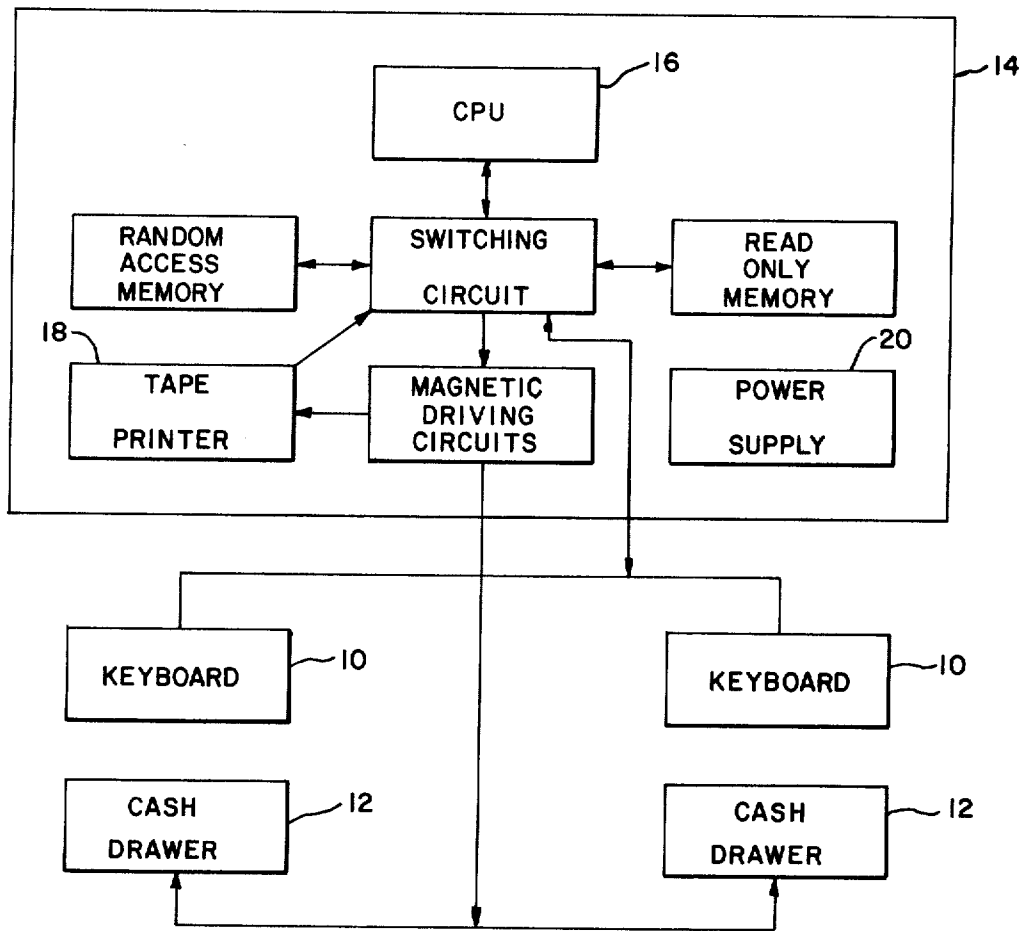 16
14
CPU
RANDOM
ACCESS
MEMORY
SWITCHING
CIRCUIT
READ
ONLY
MEMORY
18
TAPE
PRINTER
MAGNETIC
DRIVING
CIRCUITS
20
POWER
SUPPLY
KEYBOARD
10
KEYBOARD
10
CASH
DRAWER
12
CASH
DRAWER
12